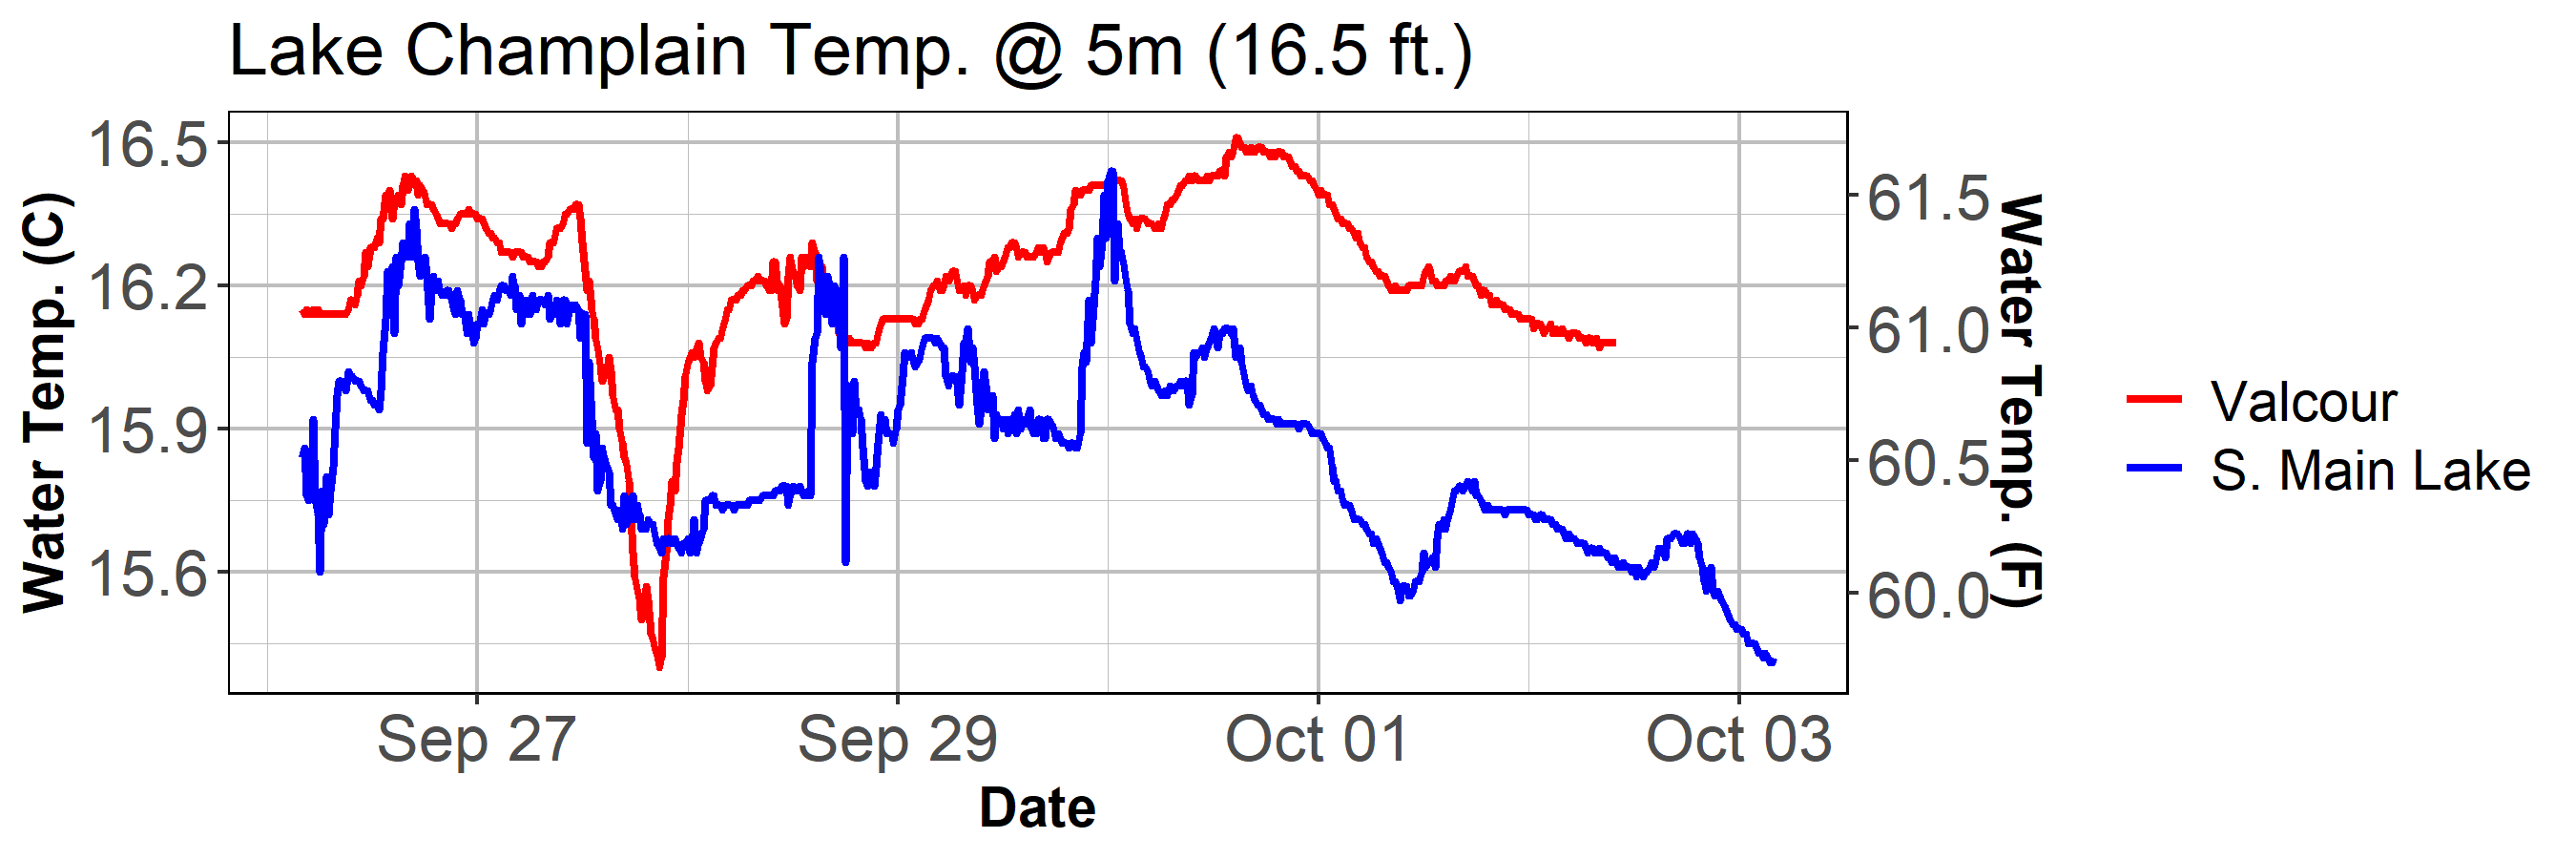 Lake Champlain Temp. @ 5m (16.5 ft.)
Water Temp. (C)
16.5
16.2
15.9
15.6
61.5
61.0
60.5
60.0
Water Temp. (F)
Sep 27
Sep 29
Oct 01
Oct 03
Date
Valcour
S. Main Lake